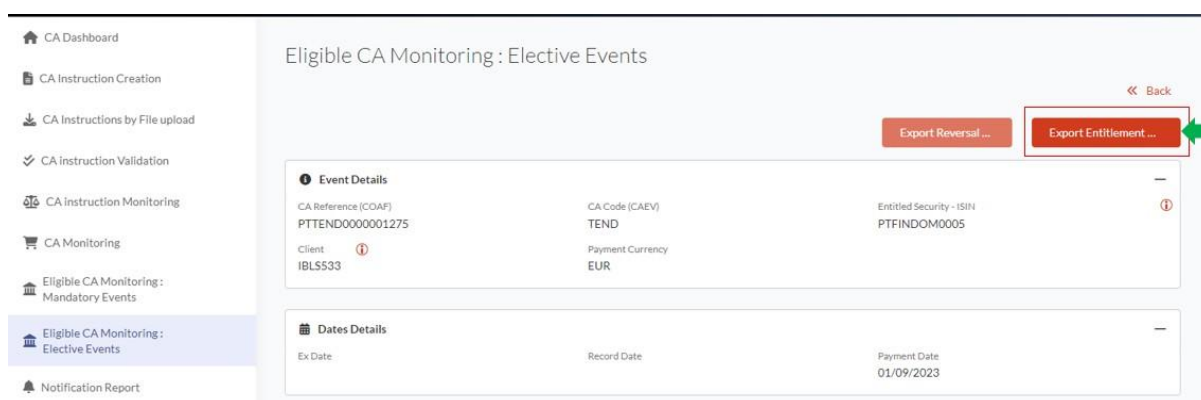 CA Dashboard
CA Instruction Creation
CA Instructions by File upload
CA instruction Validation
CA instruction Monitoring
CA Monitoring
Eligible CA Monitoring :
Mandatory Events
Eligible CA Monitoring :
Elective Events
Notification Report
Eligible CA Monitoring : Elective Events
« Back
Export Reversal ...
Export Entitlement ...
Event Details
CA Reference (COAF)
CA Code (CAEV)
Entitled Security - ISIN
PTTEND0000001275
TEND
PTFINDOM0005
Client
Payment Currency
IBLS533
EUR
Dates Details
Ex Date
Record Date
Payment Date
01/09/2023